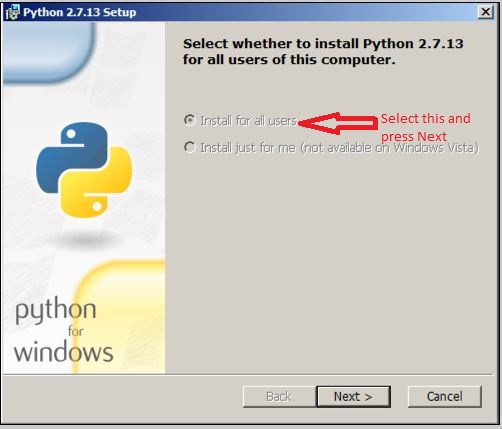 Python 2.7.13 Setup
Select whether to install Python 2.7.13
for all users of this computer.
Install for all users
Select this and
press Next
Install just for me (not available on Windows Vista)
python
for
windows
Back
Next >
Cancel